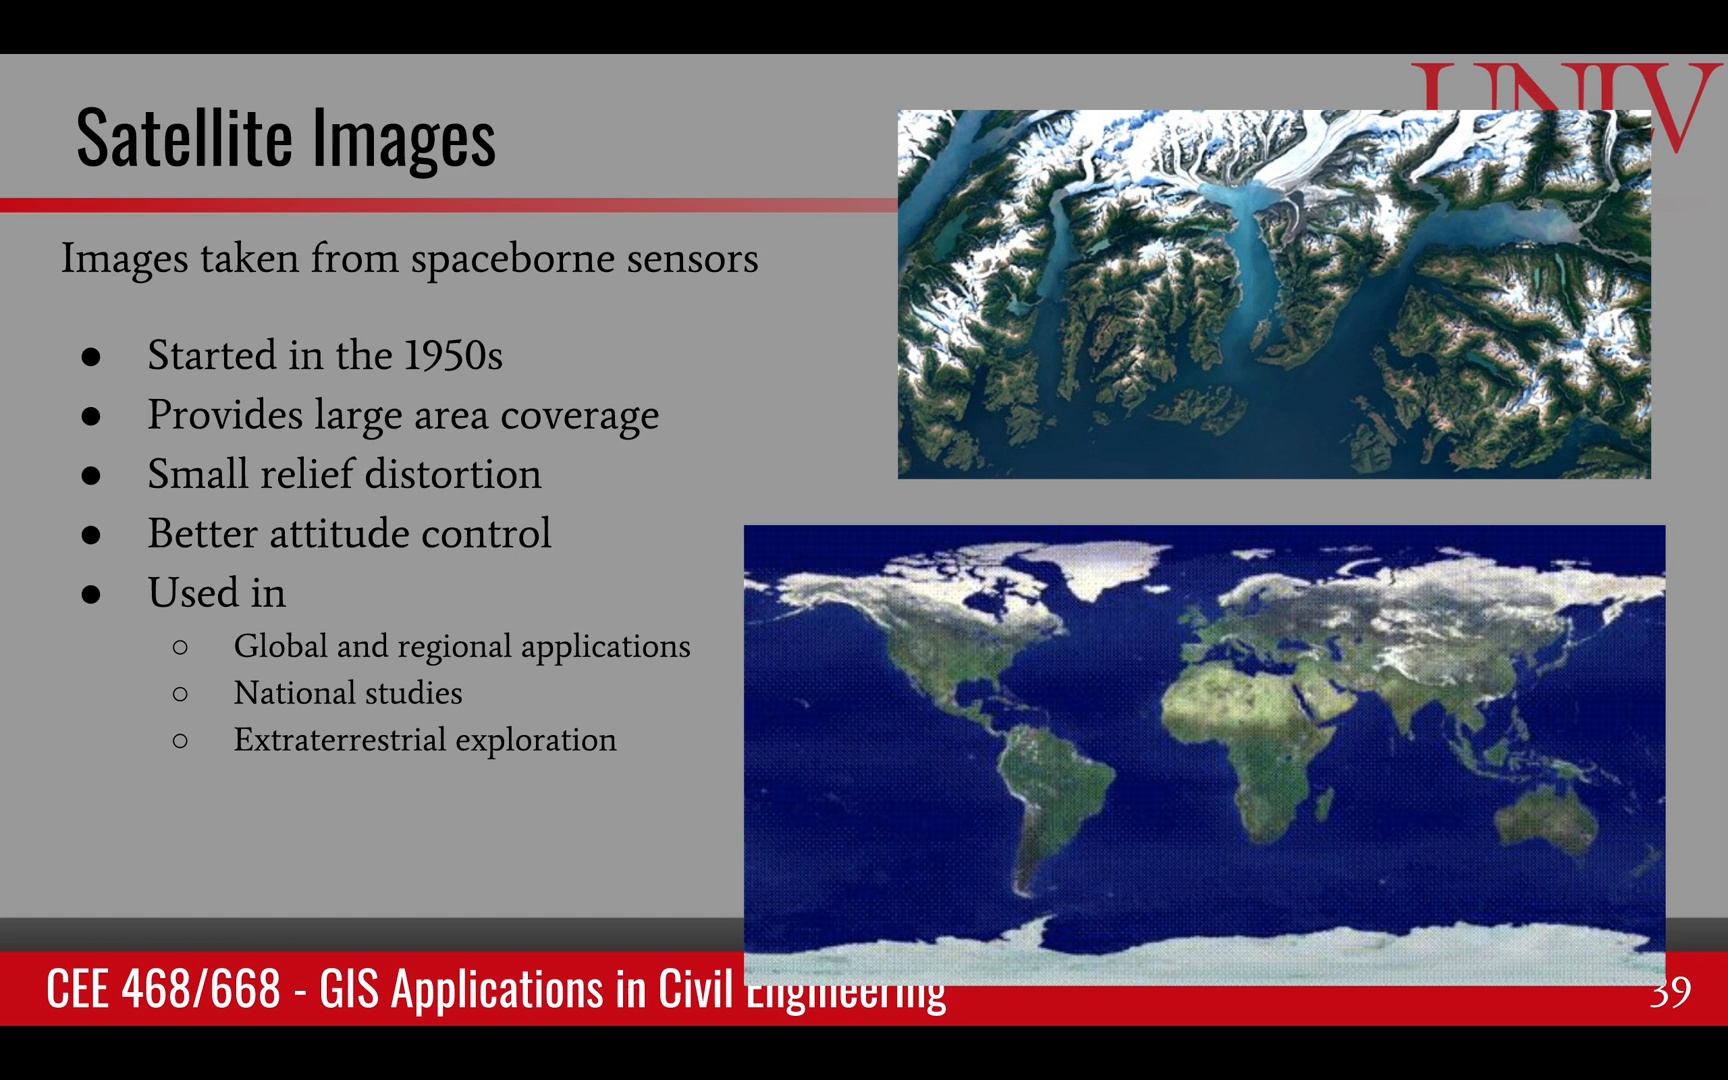 UNLV
Satellite Images
Images taken from spaceborne sensors
● Started in the 1950s
● Provides large area coverage
● Small relief distortion
● Better attitude control
● Used in
○ Global and regional applications
○ National studies
○ Extraterrestrial exploration
CEE 468/668 - GIS Applications in Civil Engineering
39